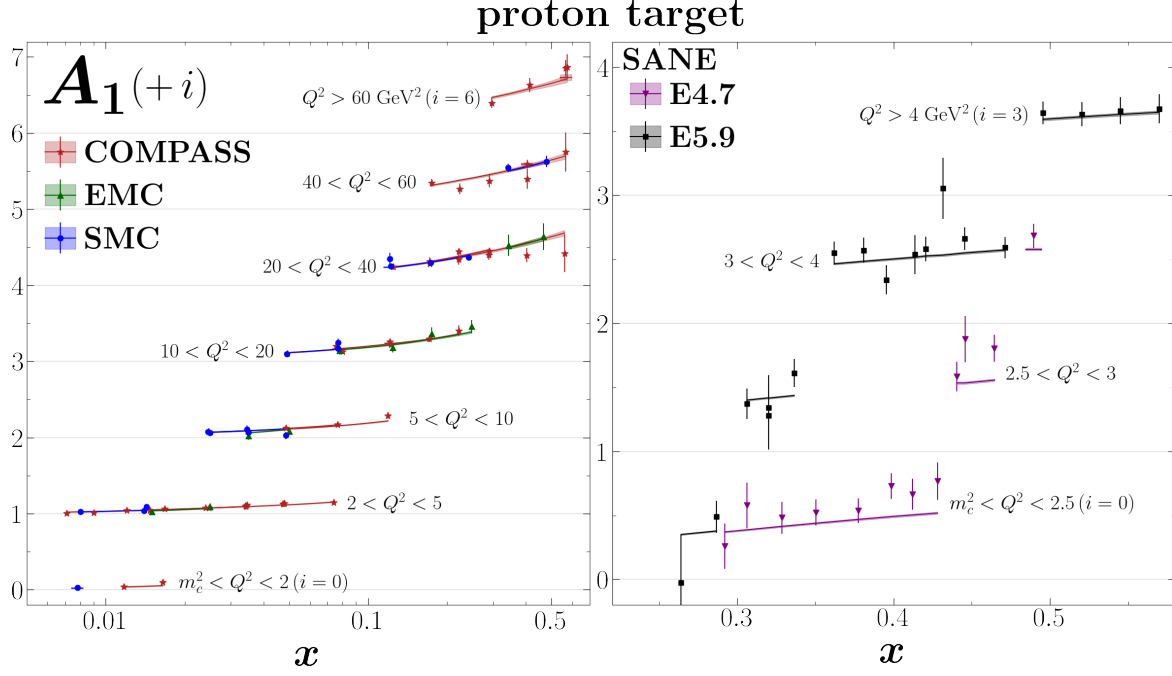 proton target
A₁(+ i)
COMPASS
EMC
SMC
Q² > 60 GeV² (i = 6)
40 < Q² < 60
20 < Q² < 40
10 < Q² < 20
5 < Q² < 10
2 < Q² < 5
m_c² < Q² < 2 (i = 0)
7
6
5
4
3
2
1
0
0.01
0.1
0.5
x
SANE
E4.7
E5.9
Q² > 4 GeV² (i = 3)
3 < Q² < 4
2.5 < Q² < 3
m_c² < Q² < 2.5 (i = 0)
4
3
2
1
0
0.3
0.4
0.5
x